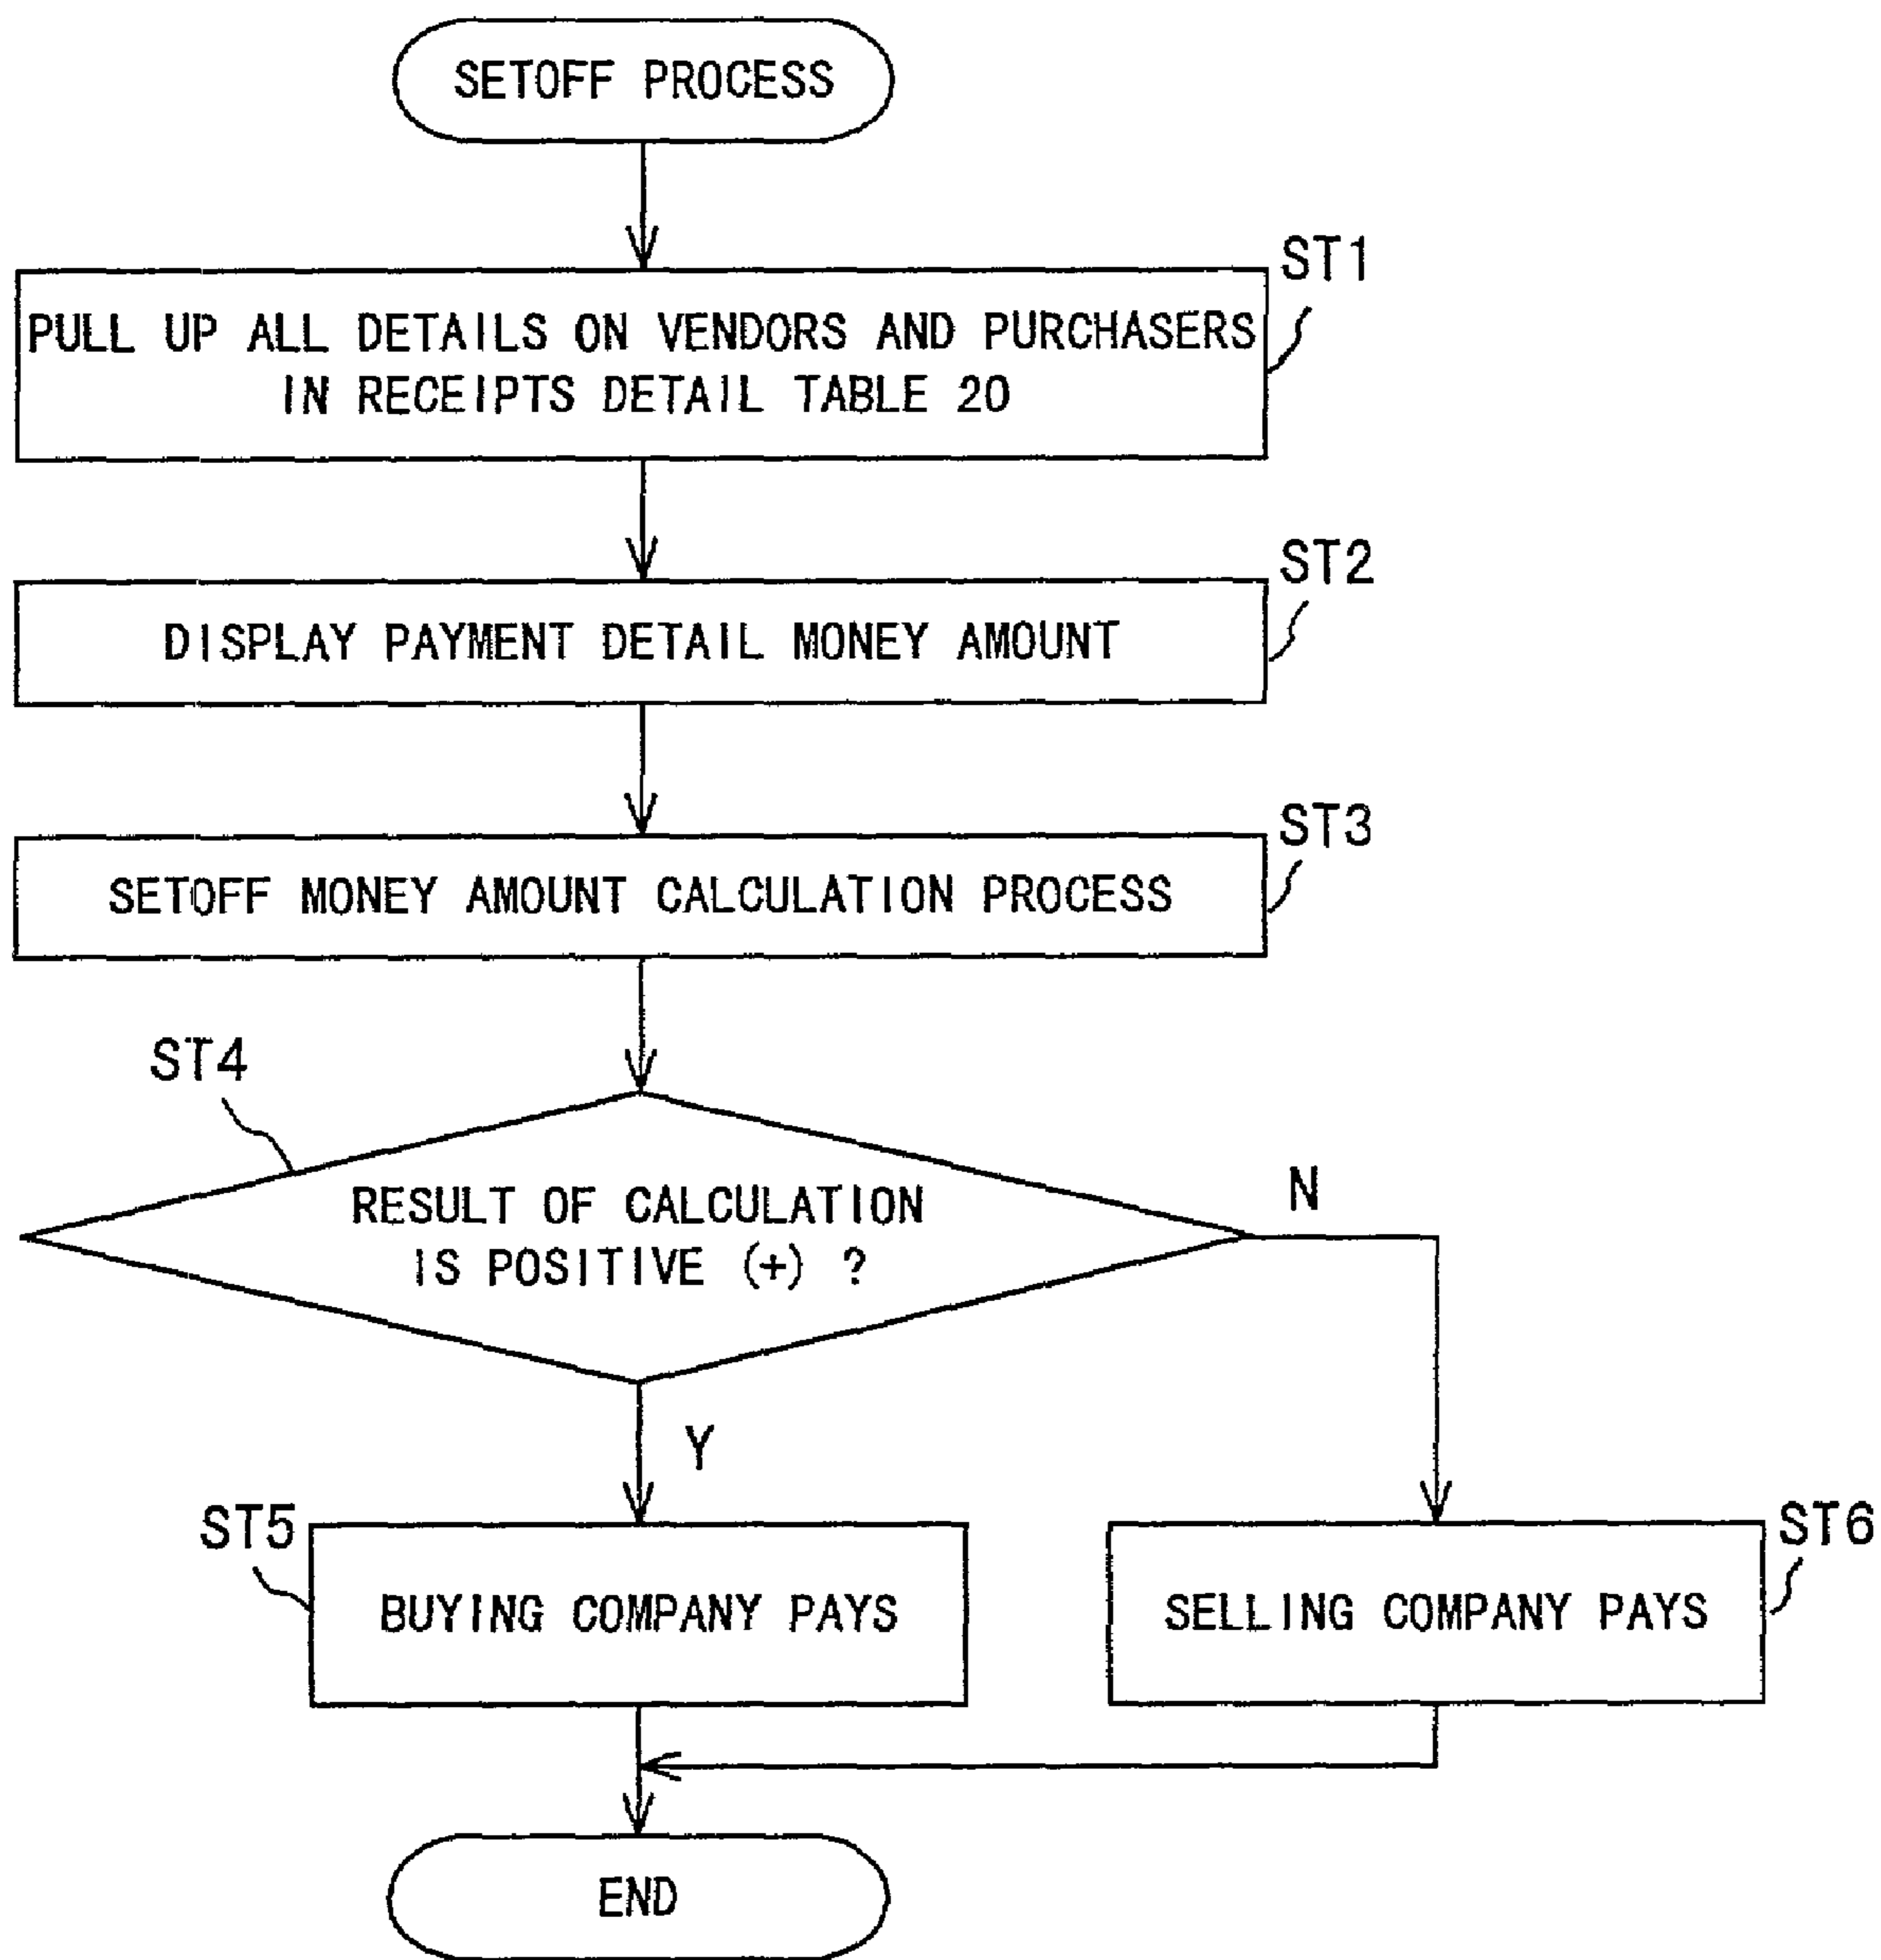 SETOFF PROCESS
ST1
PULL UP ALL DETAILS ON VENDORS AND PURCHASERS
IN RECEIPTS DETAIL TABLE 20
ST2
DISPLAY PAYMENT DETAIL MONEY AMOUNT
ST3
SETOFF MONEY AMOUNT CALCULATION PROCESS
ST4
RESULT OF CALCULATION
IS POSITIVE (+) ?
N
Y
ST5
BUYING COMPANY PAYS
ST6
SELLING COMPANY PAYS
END